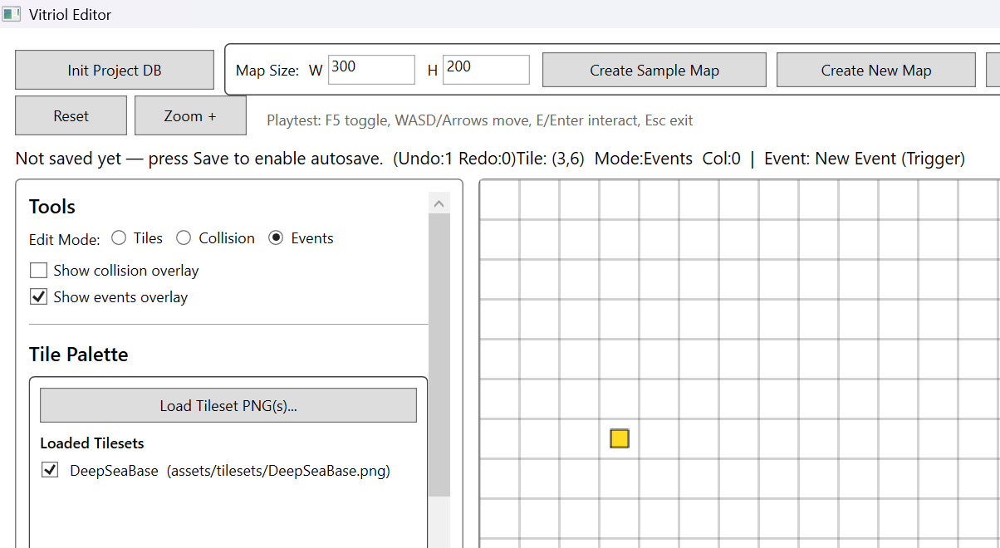 Vitriol Editor
Init Project DB
Map Size: W 300 H 200 Create Sample Map Create New Map
Reset Zoom + Playtest: F5 toggle, WASD/Arrows move, E/Enter interact, Esc exit
Not saved yet — press Save to enable autosave. (Undo:1 Redo:0)Tile: (3,6) Mode:Events Col:0 | Event: New Event (Trigger)
Tools
Edit Mode: Tiles Collision Events
Show collision overlay
Show events overlay
Tile Palette
Load Tileset PNG(s)...
Loaded Tilesets
DeepSeaBase (assets/tilesets/DeepSeaBase.png)